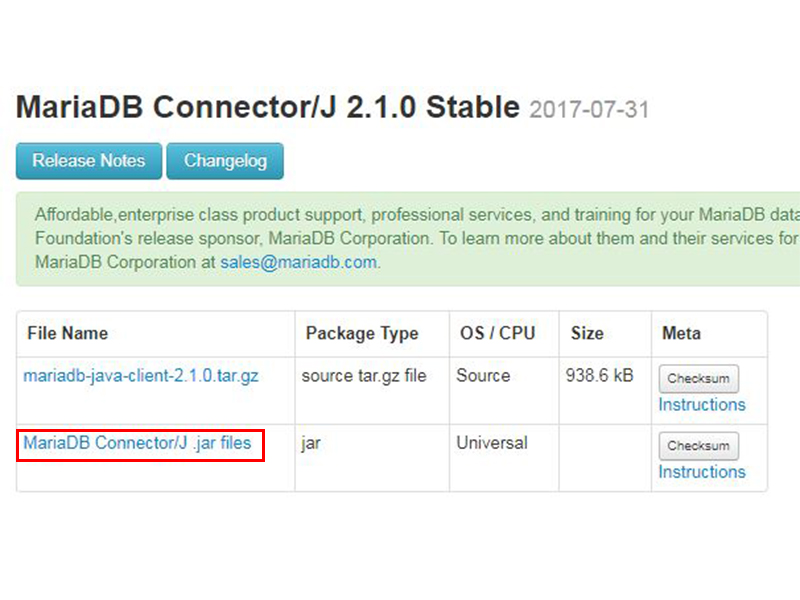 MariaDB Connector/J 2.1.0 Stable 2017-07-31
Release Notes Changelog
Affordable,enterprise class product support, professional services, and training for your MariaDB data
Foundation's release sponsor, MariaDB Corporation. To learn more about them and their services for
MariaDB Corporation at sales@mariadb.com.
File Name Package Type OS / CPU Size Meta
mariadb-java-client-2.1.0.tar.gz source tar.gz file Source 938.6 kB Checksum
Instructions
MariaDB Connector/J .jar files jar Universal Checksum
Instructions